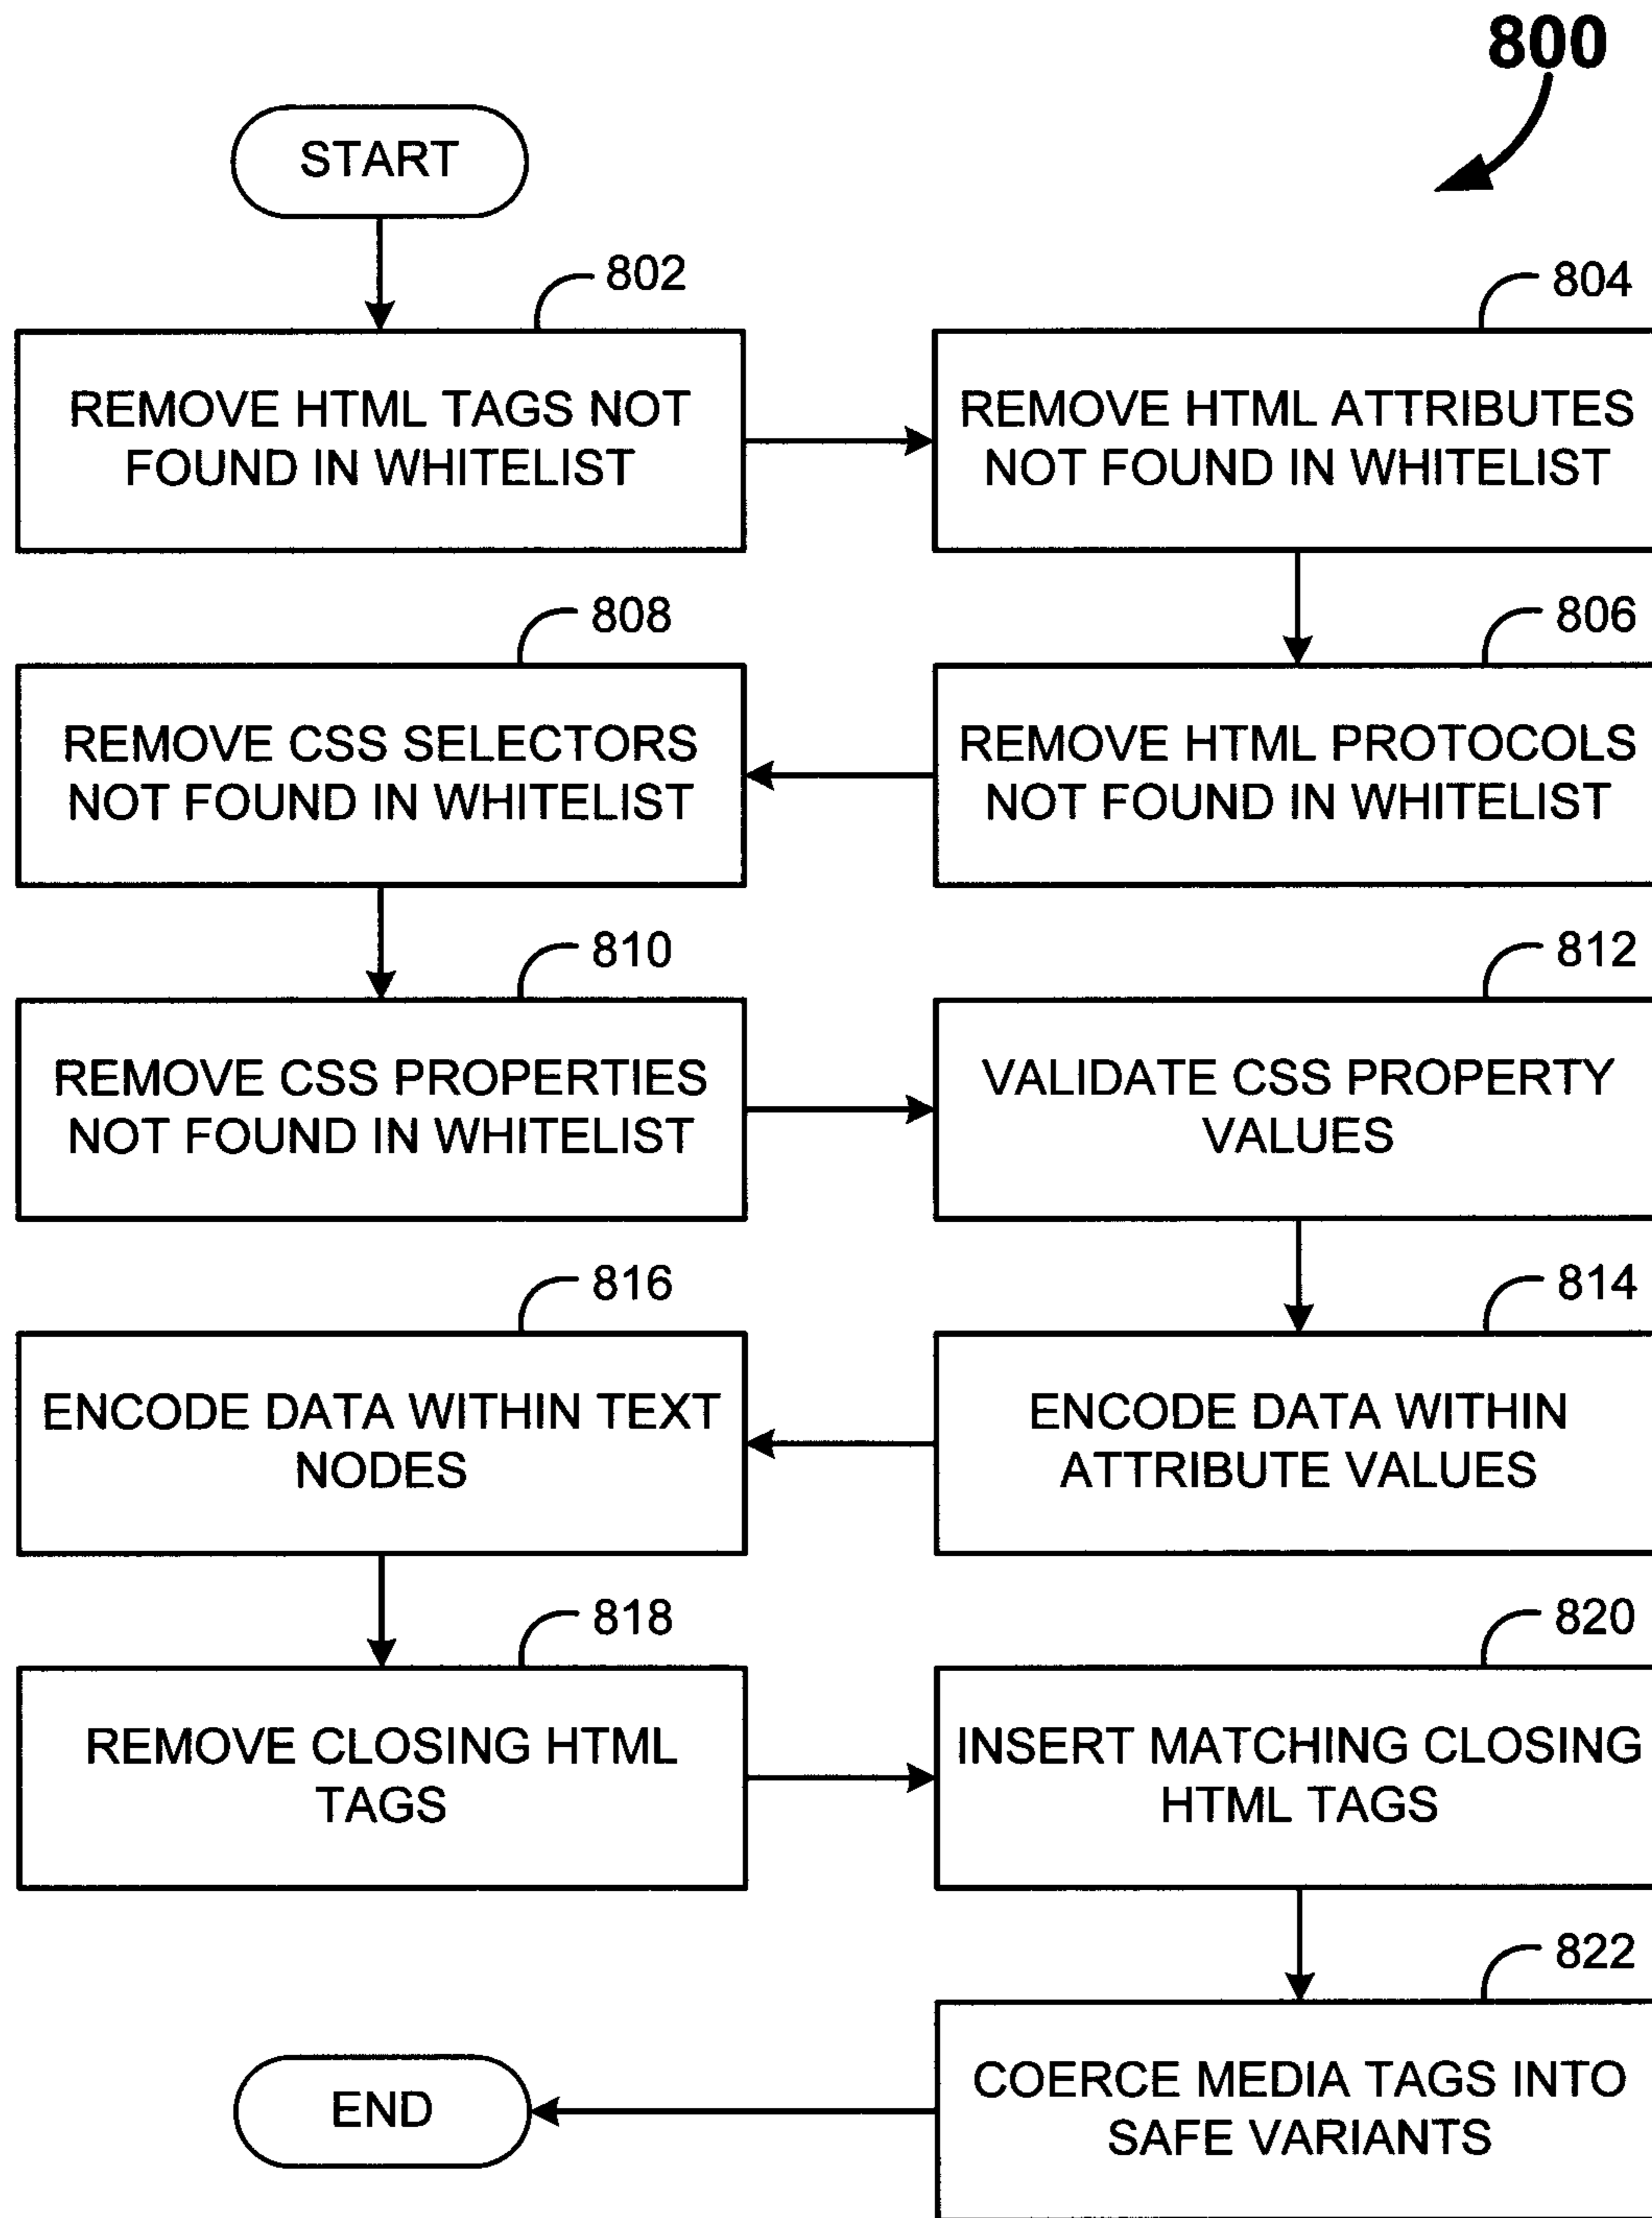 800
START
802
REMOVE HTML TAGS NOT
FOUND IN WHITELIST
804
REMOVE HTML ATTRIBUTES
NOT FOUND IN WHITELIST
806
REMOVE HTML PROTOCOLS
NOT FOUND IN WHITELIST
808
REMOVE CSS SELECTORS
NOT FOUND IN WHITELIST
810
REMOVE CSS PROPERTIES
NOT FOUND IN WHITELIST
812
VALIDATE CSS PROPERTY
VALUES
814
ENCODE DATA WITHIN
ATTRIBUTE VALUES
816
ENCODE DATA WITHIN TEXT
NODES
818
REMOVE CLOSING HTML
TAGS
820
INSERT MATCHING CLOSING
HTML TAGS
822
COERCE MEDIA TAGS INTO
SAFE VARIANTS
END